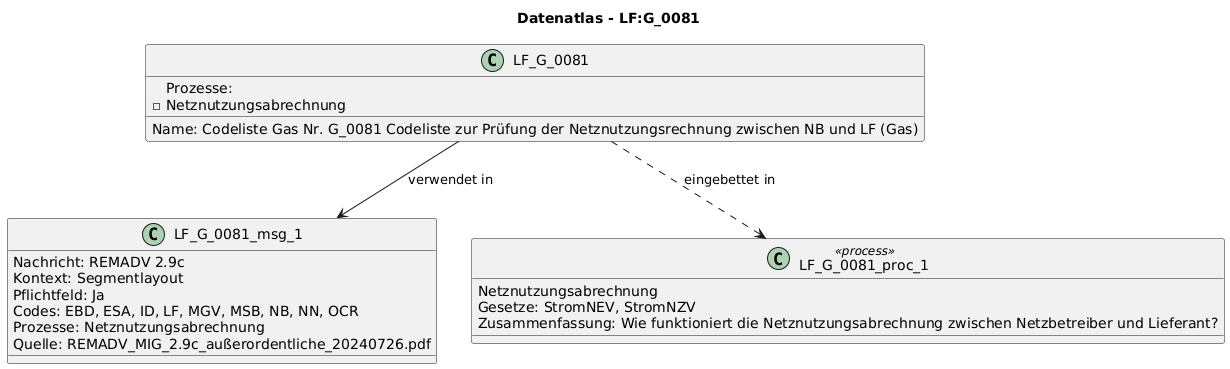 Datenatlas - LF:G_0081
C LF_G_0081
Prozesse:
Netznutzungsabrechnung
Name: Codeliste Gas Nr. G_0081 Codeliste zur Prüfung der Netznutzungsrechnung zwischen NB und LF (Gas)
verwendet in
eingebettet in
C LF_G_0081_msg_1
Nachricht: REMADV 2.9c
Kontext: Segmentlayout
Pflichtfeld: Ja
Codes: EBD, ESA, ID, LF, MGV, MSB, NB, NN, OCR
Prozesse: Netznutzungsabrechnung
Quelle: REMADV_MIG_2.9c_außerordentliche_20240726.pdf
«process»
C LF_G_0081_proc_1
Netznutzungsabrechnung
Gesetze: StromNEV, StromNZV
Zusammenfassung: Wie funktioniert die Netznutzungsabrechnung zwischen Netzbetreiber und Lieferant?